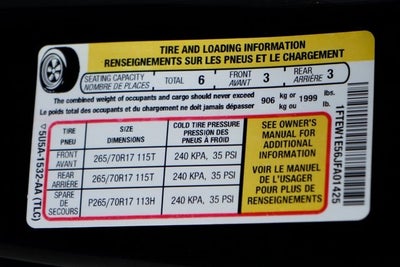 TIRE AND LOADING INFORMATION
RENSEIGNEMENTS SUR LES PNEUS ET LE CHARGEMENT
SEATING CAPACITY
NOMBRE DE PLACES
TOTAL 6
FRONT
AVANT 3
REAR
ARRIÈRE 3
The combined weight of occupants and cargo should never exceed
Le poids total des occupants et du chargement ne doit jamais dépasser
906 kg or 1999 lbs.
kg ou lb.
TIRE
PNEU
SIZE
DIMENSIONS
COLD TIRE PRESSURE
PRESSION DES
PNEUS À FROID
FRONT
AVANT
265/70R17 115T
240 KPA, 35 PSI
REAR
ARRIÈRE
265/70R17 115T
240 KPA, 35 PSI
SPARE
DE
SECOURS
P265/70R17 113H
240 KPA, 35 PSI
SEE OWNER'S
MANUAL FOR
ADDITIONAL
INFORMATION
VOIR LE MANUEL
DE L'USAGER
POUR PLUS DE
RENSEIGNEMENTS
5U5A-1532-AA (TLC)